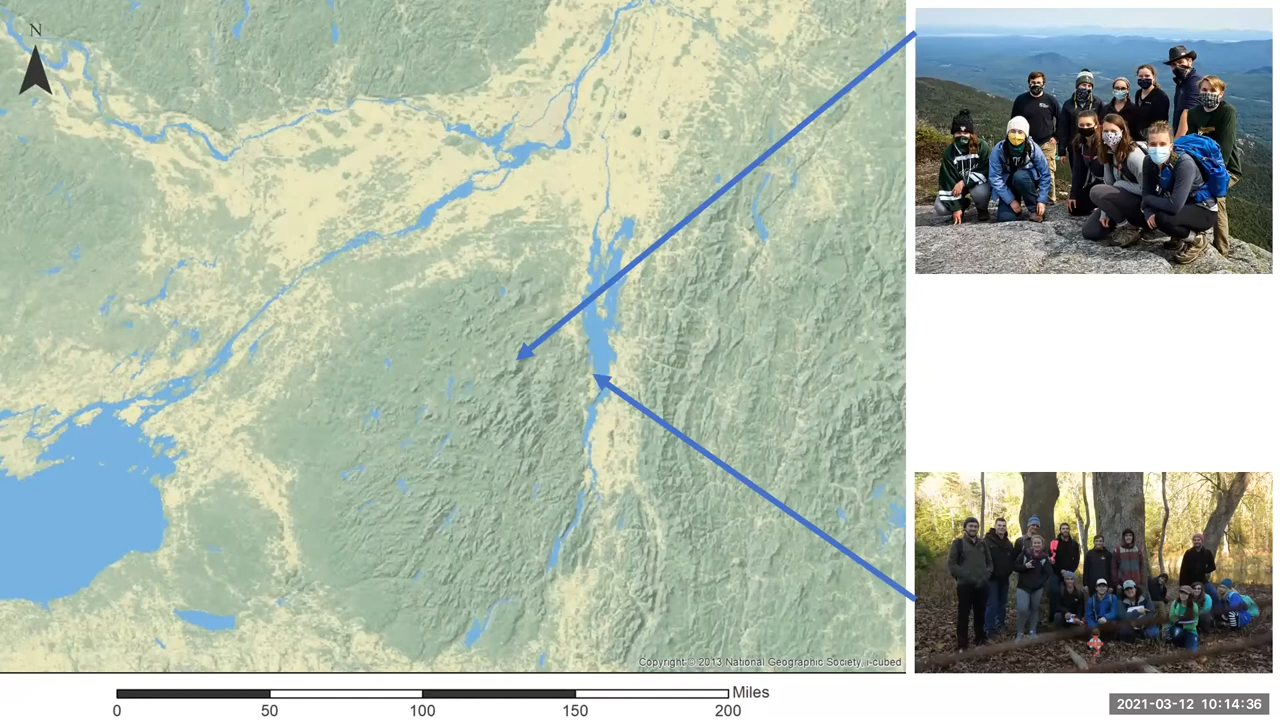 N
Copyright:© 2013 National Geographic Society, i-cubed
Miles
0 50 100 150 200
2021-03-12 10:14:36